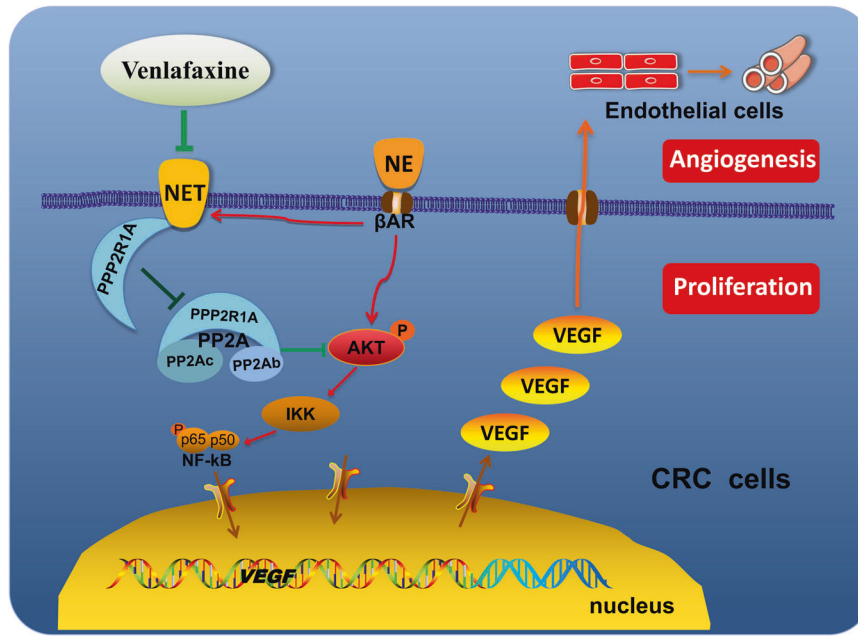 Venlafaxine
Endothelial cells
NE
Angiogenesis
NET
βAR
PPP2R1A
Proliferation
PPP2R1A
PP2A
PP2Ac
PP2Ab
AKT
P
VEGF
VEGF
IKK
VEGF
P
p65 p50
NF-kB
CRC cells
VEGF
nucleus